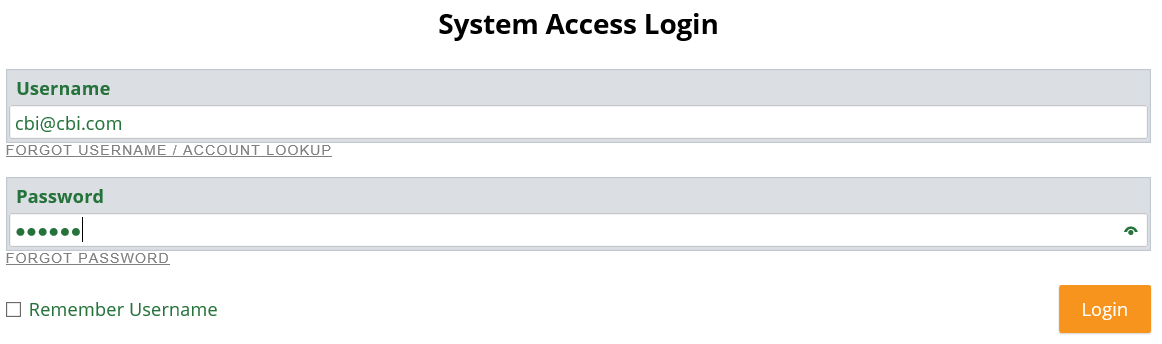 System Access Login
Username
cbi@cbi.com
FORGOT USERNAME / ACCOUNT LOOKUP
Password
●●●●●●
FORGOT PASSWORD
Remember Username
Login